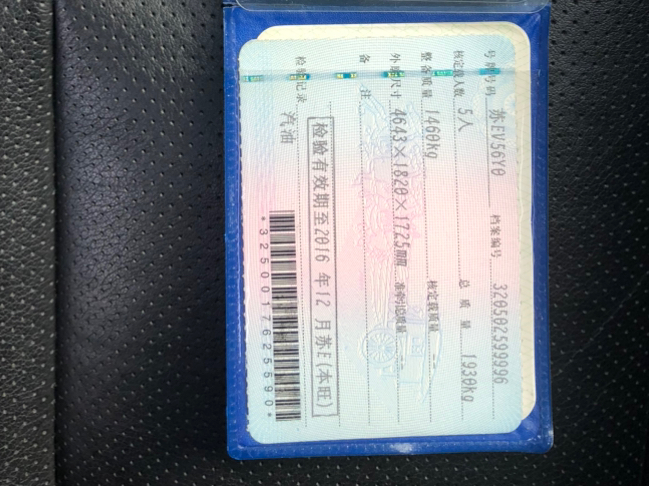 号牌号码 苏EV56Y0 档案编号 320502599996
核定载人数 5人 总质量 1930kg
整备质量 1460kg 核定载质量
外廓尺寸 4643×1820×1725mm 准牵引总质量 --
备注
检验有效期至2016年12月苏E(本旺)
检验记录
汽油
*3250017625590*